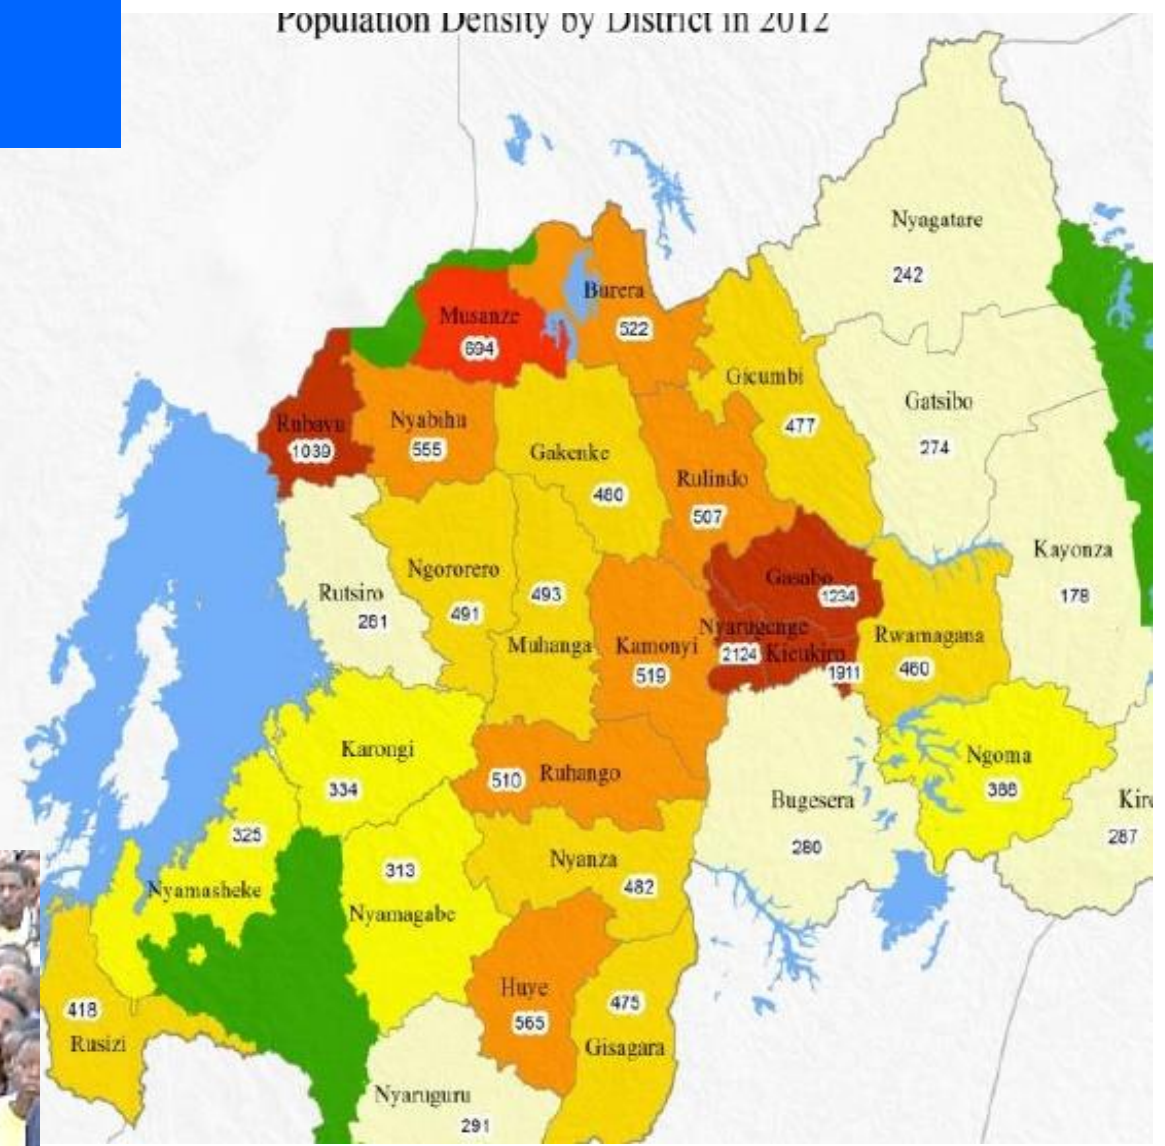 Population Density by District in 2012
Nyagatare
242
Burera
522
Musanze
694
Gicumbi
477
Gatsibo
274
Rubavu
1039
Nyabihu
555
Gakenke
480
Rulindo
507
Kayonza
178
Ngororero
491
493
Muhanga
Rutsiro
281
Kamonyi
519
Gasabo
1234
Nyarugenge
2124
Kicukiro
1911
Rwamagana
460
Karongi
334
510
Ruhango
Ngoma
388
Bugesera
280
Kire
287
325
Nyamasheke
313
Nyamagabe
Nyanza
482
Huye
565
475
Gisagara
418
Rusizi
Nyaruguru
291